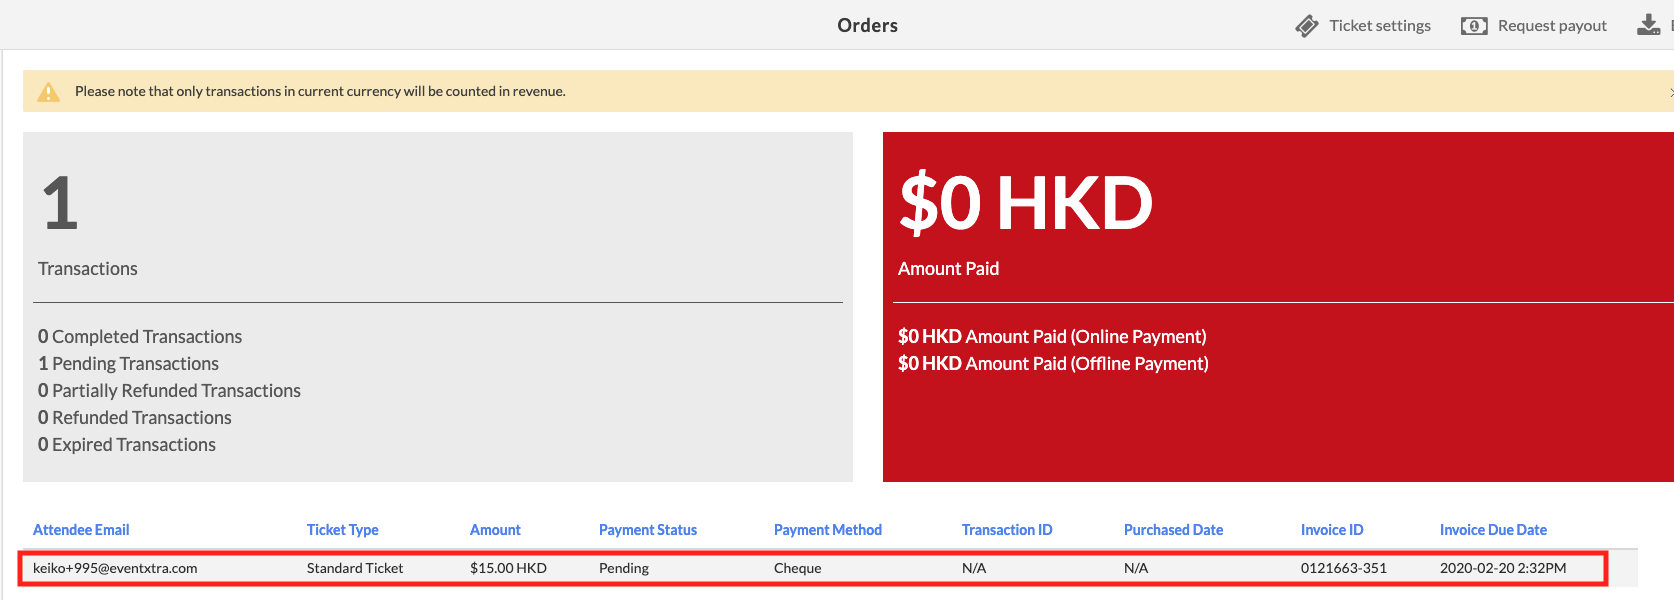 Orders
Ticket settings
Request payout
Please note that only transactions in current currency will be counted in revenue.
1
Transactions
0 Completed Transactions
1 Pending Transactions
0 Partially Refunded Transactions
0 Refunded Transactions
0 Expired Transactions
$0 HKD
Amount Paid
$0 HKD Amount Paid (Online Payment)
$0 HKD Amount Paid (Offline Payment)
Attendee Email Ticket Type Amount Payment Status Payment Method Transaction ID Purchased Date Invoice ID Invoice Due Date
keiko+995@eventxtra.com Standard Ticket $15.00 HKD Pending Cheque N/A N/A 0121663-351 2020-02-20 2:32PM